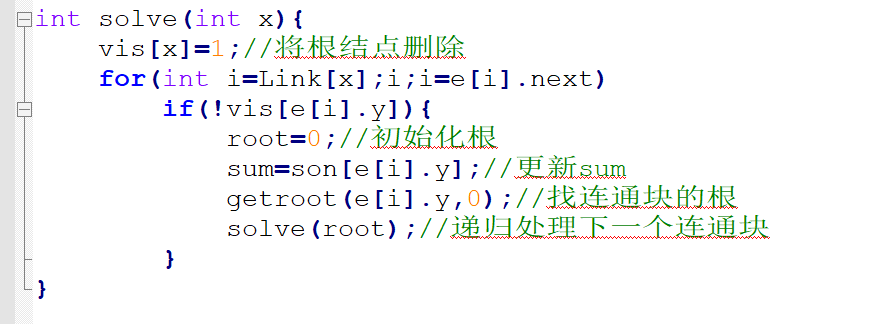 int solve(int x){
    vis[x]=1;//将根结点删除
    for(int i=Link[x];i;i=e[i].next)
        if(!vis[e[i].y]){
            root=0;//初始化根
            sum=son[e[i].y];//更新sum
            getroot(e[i].y,0);//找连通块的根
            solve(root);//递归处理下一个连通块
        }
}